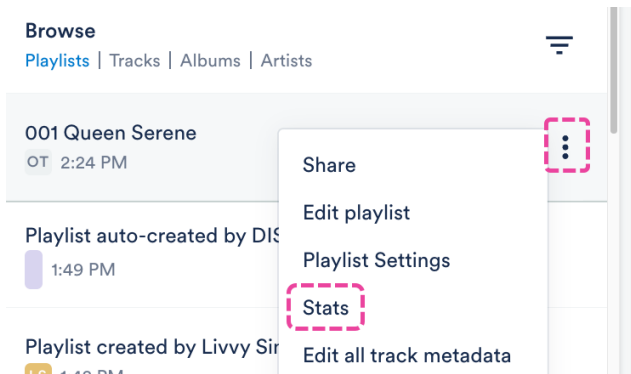 Browse
Playlists | Tracks | Albums | Artists
001 Queen Serene
OT 2:24 PM
Share
Edit playlist
Playlist auto-created by DIS
1:49 PM
Playlist Settings
Stats
Playlist created by Livvy Sir
Edit all track metadata